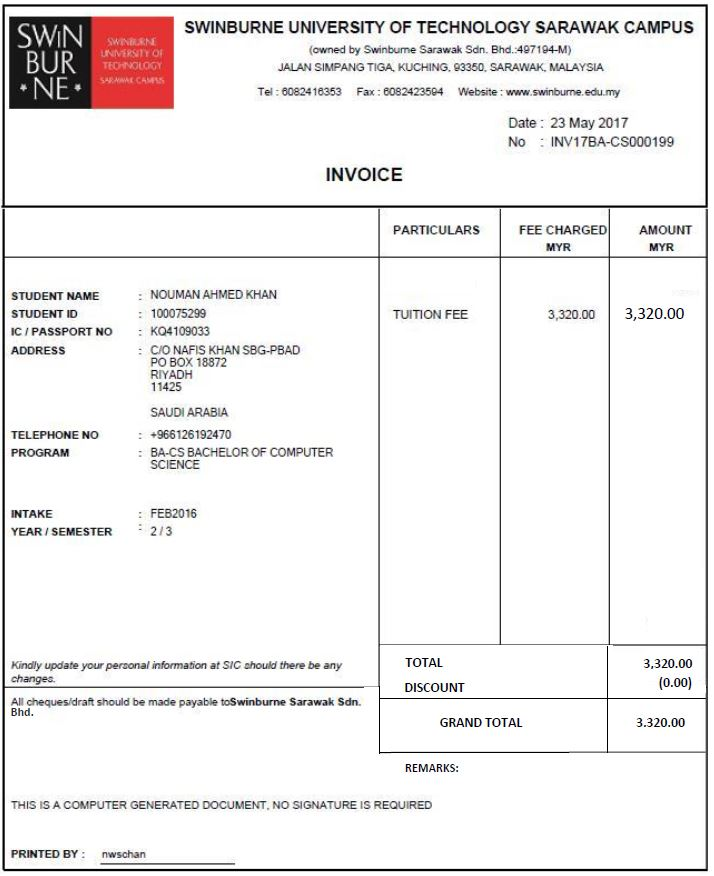 SWIN
BUR
* NE *
SWINBURNE
UNIVERSITY OF
TECHNOLOGY
SARAWAK CAMPUS
SWINBURNE UNIVERSITY OF TECHNOLOGY SARAWAK CAMPUS
(owned by Swinburne Sarawak Sdn. Bhd.:497194-M)
JALAN SIMPANG TIGA, KUCHING, 93350, SARAWAK, MALAYSIA
Tel : 6082416353 Fax : 6082423594 Website : www.swinburne.edu.my
Date : 23 May 2017
No : INV17BA-CS000199
INVOICE
PARTICULARS FEE CHARGED AMOUNT
MYR MYR
STUDENT NAME : NOUMAN AHMED KHAN
STUDENT ID : 100075299 TUITION FEE 3,320.00 3,320.00
IC / PASSPORT NO : KQ4109033
ADDRESS : C/O NAFIS KHAN SBG-PBAD
PO BOX 18872
RIYADH
11425
SAUDI ARABIA
TELEPHONE NO : +966126192470
PROGRAM : BA-CS BACHELOR OF COMPUTER
SCIENCE
INTAKE : FEB2016
YEAR / SEMESTER : 2 / 3
Kindly update your personal information at SIC should there be any
changes.
TOTAL 3,320.00
DISCOUNT (0.00)
All cheques/draft should be made payable toSwinburne Sarawak Sdn.
Bhd.
GRAND TOTAL 3.320.00
REMARKS:
THIS IS A COMPUTER GENERATED DOCUMENT, NO SIGNATURE IS REQUIRED
PRINTED BY : nwschan